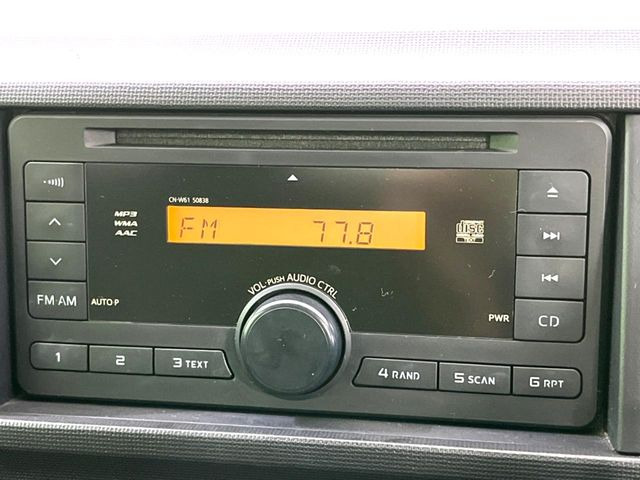 CN-W61 50838
MP3
WMA
AAC
FM 77.8
DISC
TEXT
VOL·PUSH AUDIO CTRL
FM·AM
AUTO·P
PWR
CD
1
2
3 TEXT
4 RAND
5 SCAN
6 RPT